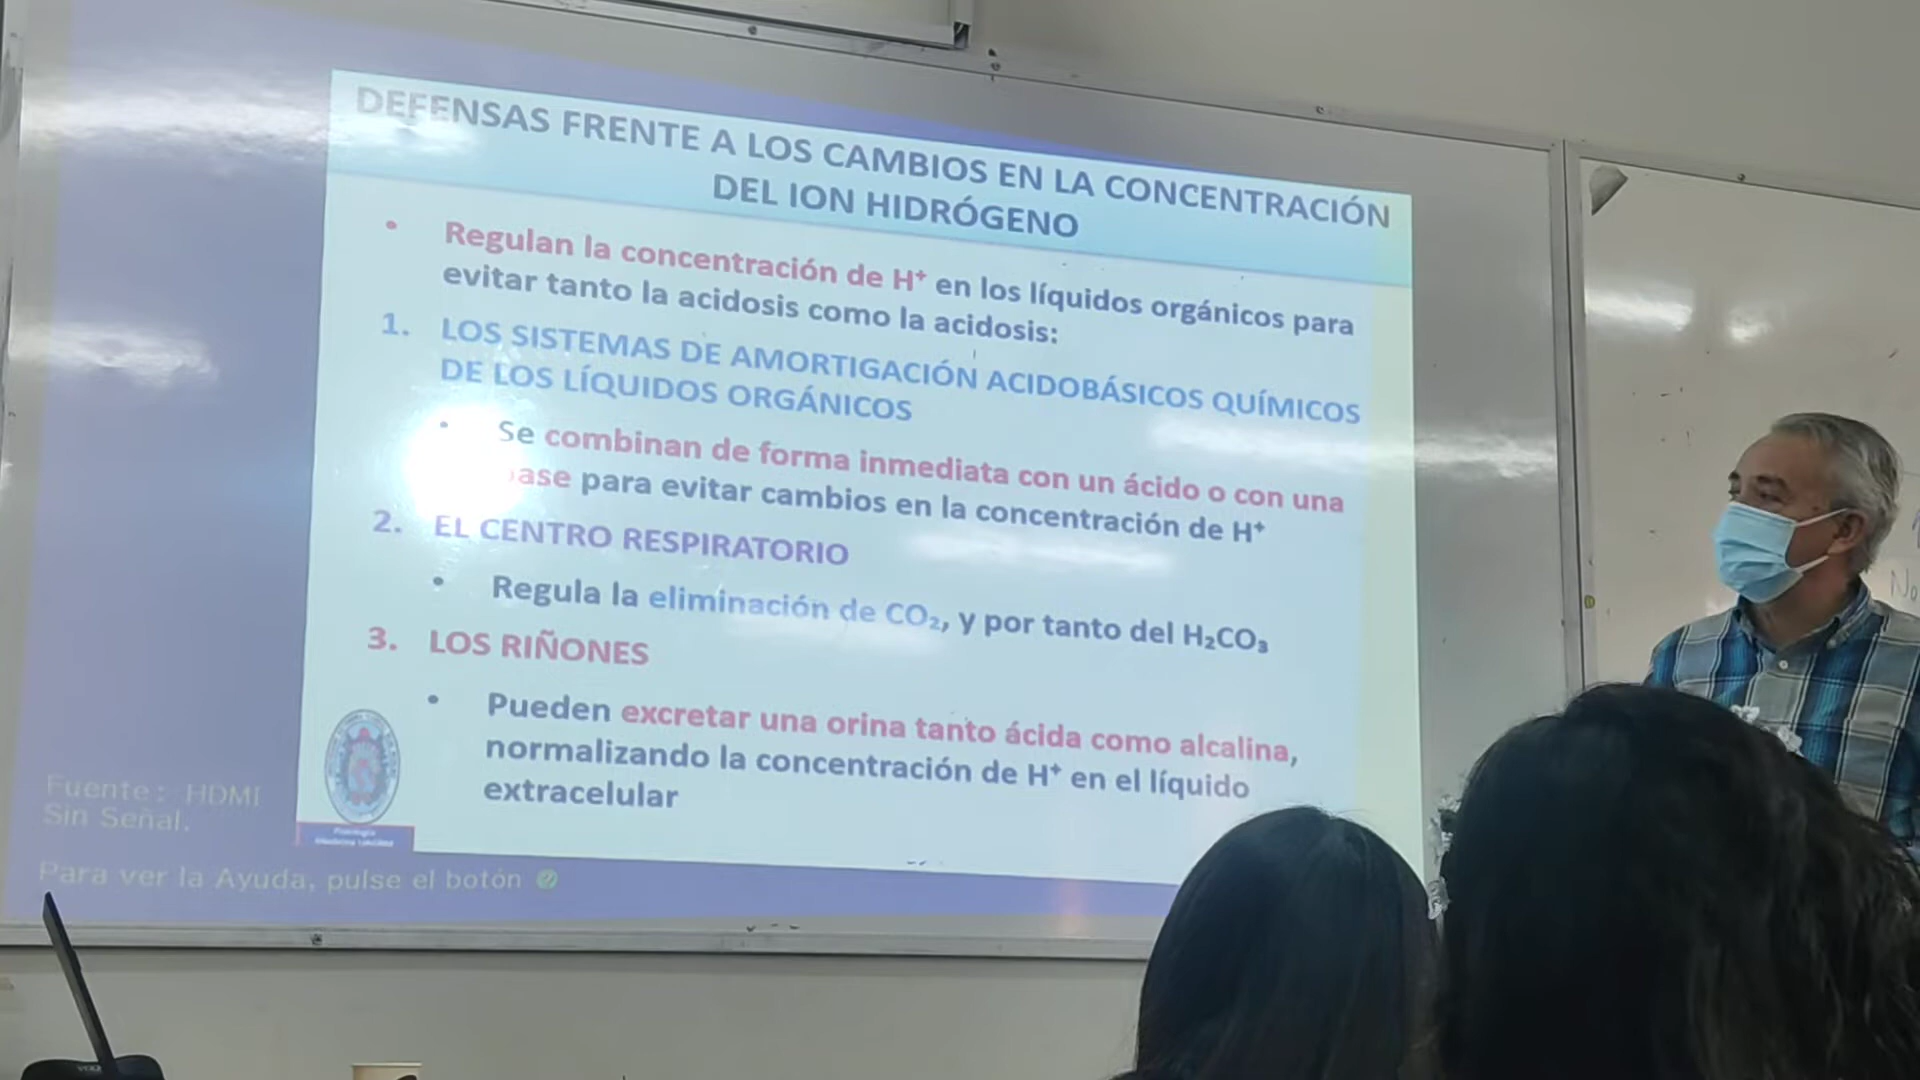 DEFENSAS FRENTE A LOS CAMBIOS EN LA CONCENTRACIÓN
DEL ION HIDRÓGENO
• Regulan la concentración de H⁺ en los líquidos orgánicos para
evitar tanto la acidosis como la acidosis:
1. LOS SISTEMAS DE AMORTIGACIÓN ACIDOBÁSICOS QUÍMICOS
DE LOS LÍQUIDOS ORGÁNICOS
• Se combinan de forma inmediata con un ácido o con una
base para evitar cambios en la concentración de H⁺
2. EL CENTRO RESPIRATORIO
• Regula la eliminación de CO₂, y por tanto del H₂CO₃
3. LOS RIÑONES
• Pueden excretar una orina tanto ácida como alcalina,
normalizando la concentración de H⁺ en el líquido
extracelular
Fuente: HDMI
Sin Señal.
Para ver la Ayuda, pulse el botón